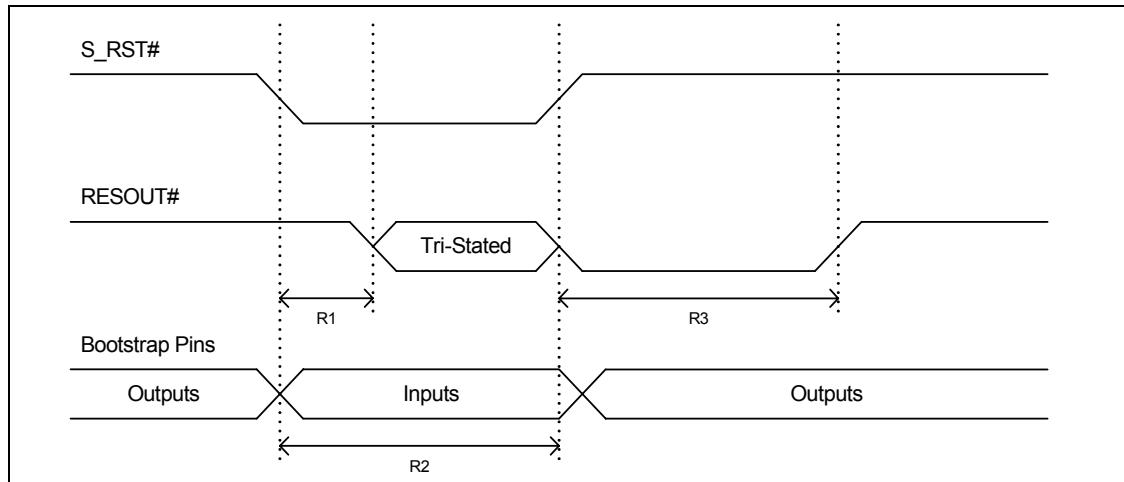 S_RST#
RESOUT#
Tri-Stated
R1
R3
Bootstrap Pins
Outputs
Inputs
Outputs
R2